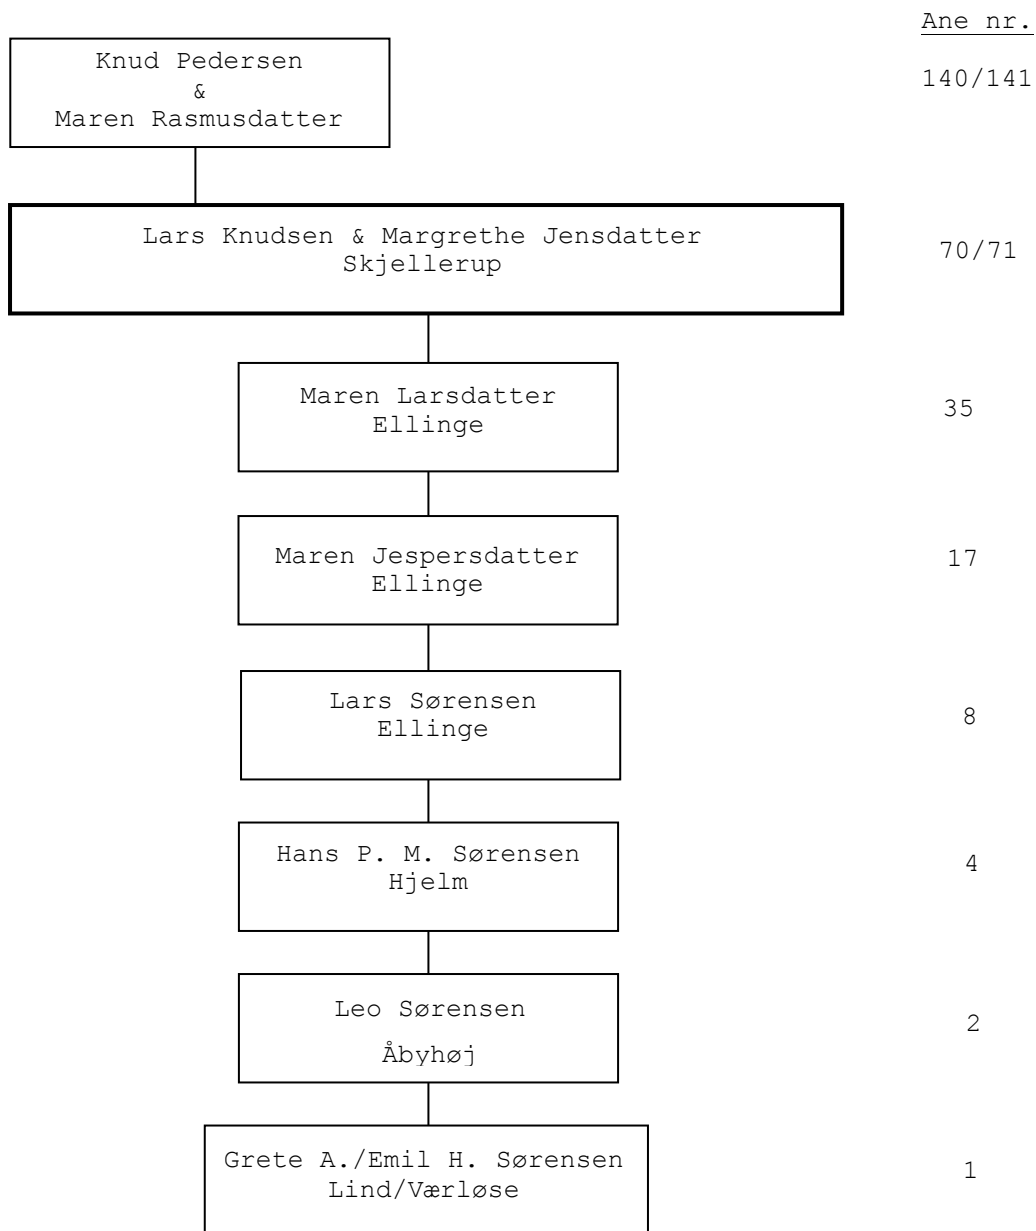 Ane nr.
Knud Pedersen
&
Maren Rasmusdatter
140/141
Lars Knudsen & Margrethe Jensdatter
Skjellerup
70/71
Maren Larsdatter
Ellinge
35
Maren Jespersdatter
Ellinge
17
Lars Sørensen
Ellinge
8
Hans P. M. Sørensen
Hjelm
4
Leo Sørensen
Åbyhøj
2
Grete A./Emil H. Sørensen
Lind/Værløse
1